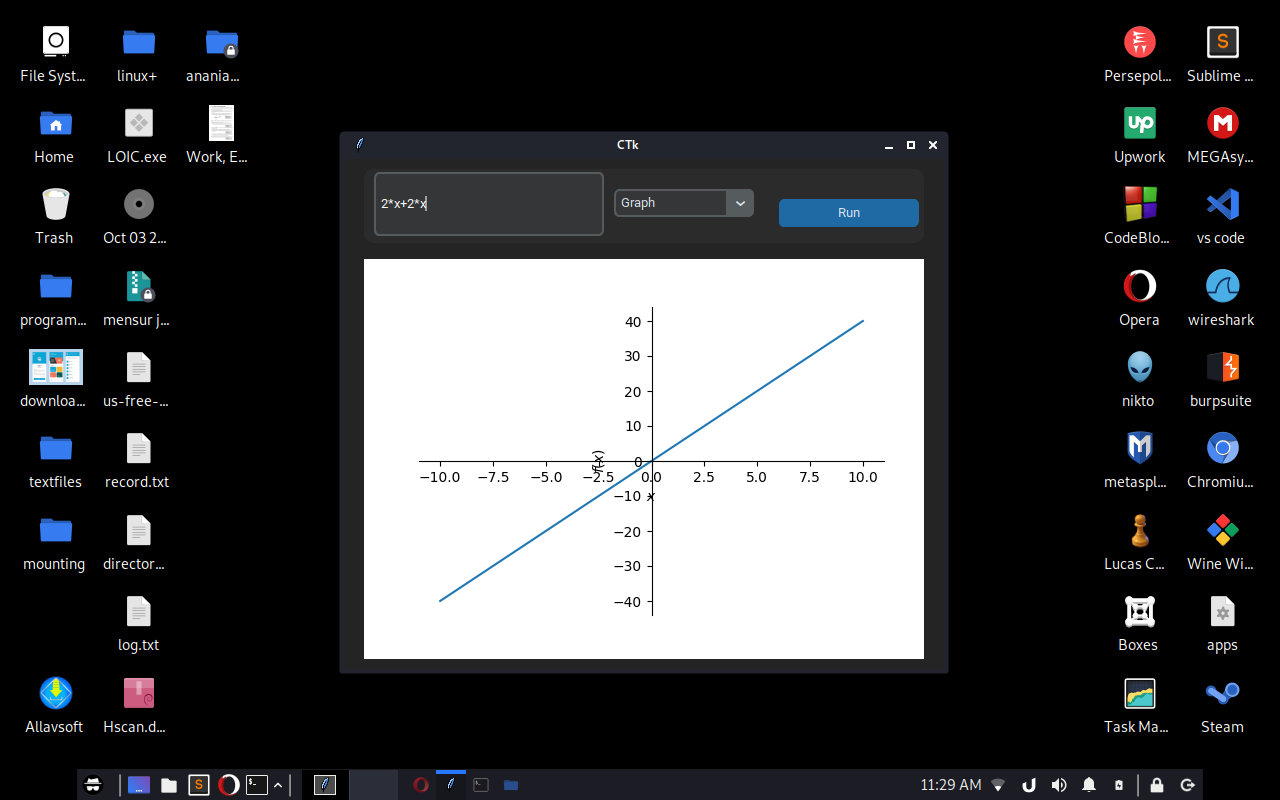 File Syst...
linux+
anania...
Persepol...
Sublime ...
Home
LOIC.exe
Work, E...
Upwork
MEGAsy...
Trash
Oct 03 2...
CodeBlo...
vs code
program...
mensur j...
Opera
wireshark
downloa...
us-free-...
nikto
burpsuite
textfiles
record.txt
metaspl...
Chromiu...
mounting
director...
Lucas C...
Wine Wi...
log.txt
Boxes
apps
Allavsoft
Hscan.d...
Task Ma...
Steam
CTk
2*x+2*x
Graph
Run
40
30
20
10
0
−10.0 −7.5 −5.0 −2.5 0.0 2.5 5.0 7.5 10.0
f(x)
x
−10
−20
−30
−40
11:29 AM